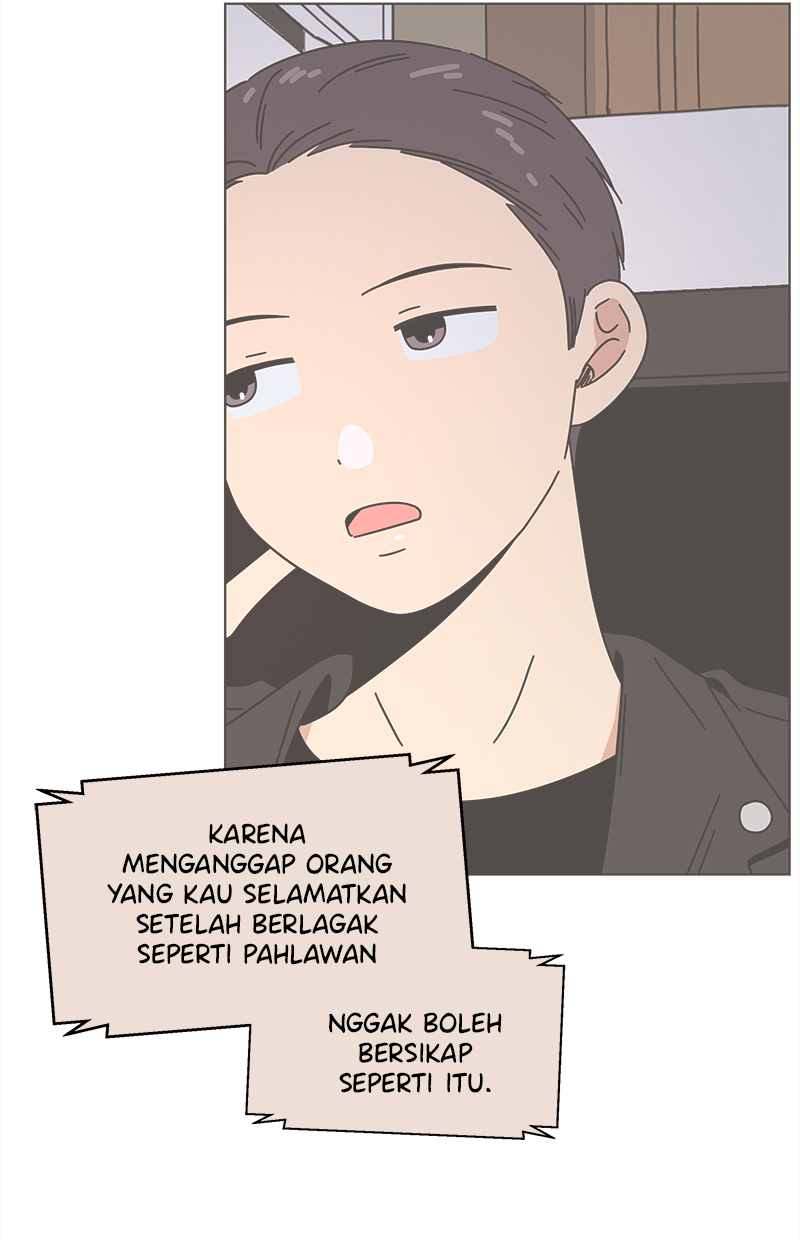 KARENA
MENGANGGAP ORANG
YANG KAU SELAMATKAN
SETELAH BERLAGAK
SEPERTI PAHLAWAN
NGGAK BOLEH
BERSIKAP
SEPERTI ITU.